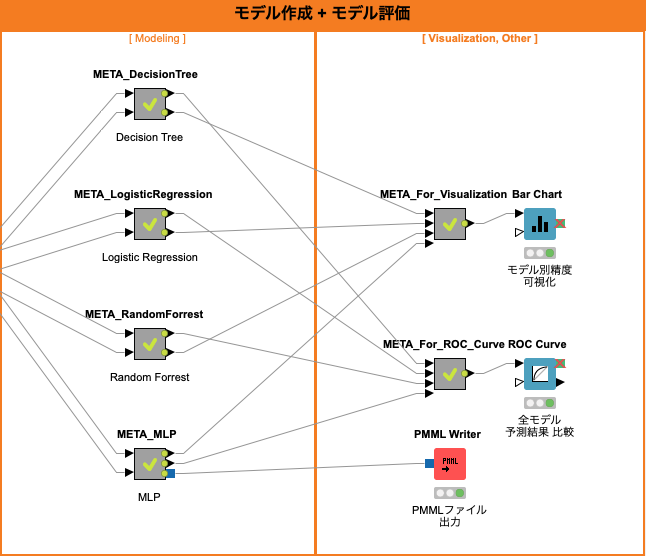 モデル作成 + モデル評価
[ Modeling ]
[ Visualization, Other ]
META_DecisionTree
Decision Tree
META_LogisticRegression
Logistic Regression
META_RandomForrest
Random Forrest
META_MLP
MLP
META_For_Visualization
Bar Chart
モデル別精度
可視化
META_For_ROC_Curve
ROC Curve
全モデル
予測結果 比較
PMML Writer
PMML
PMMLファイル
出力